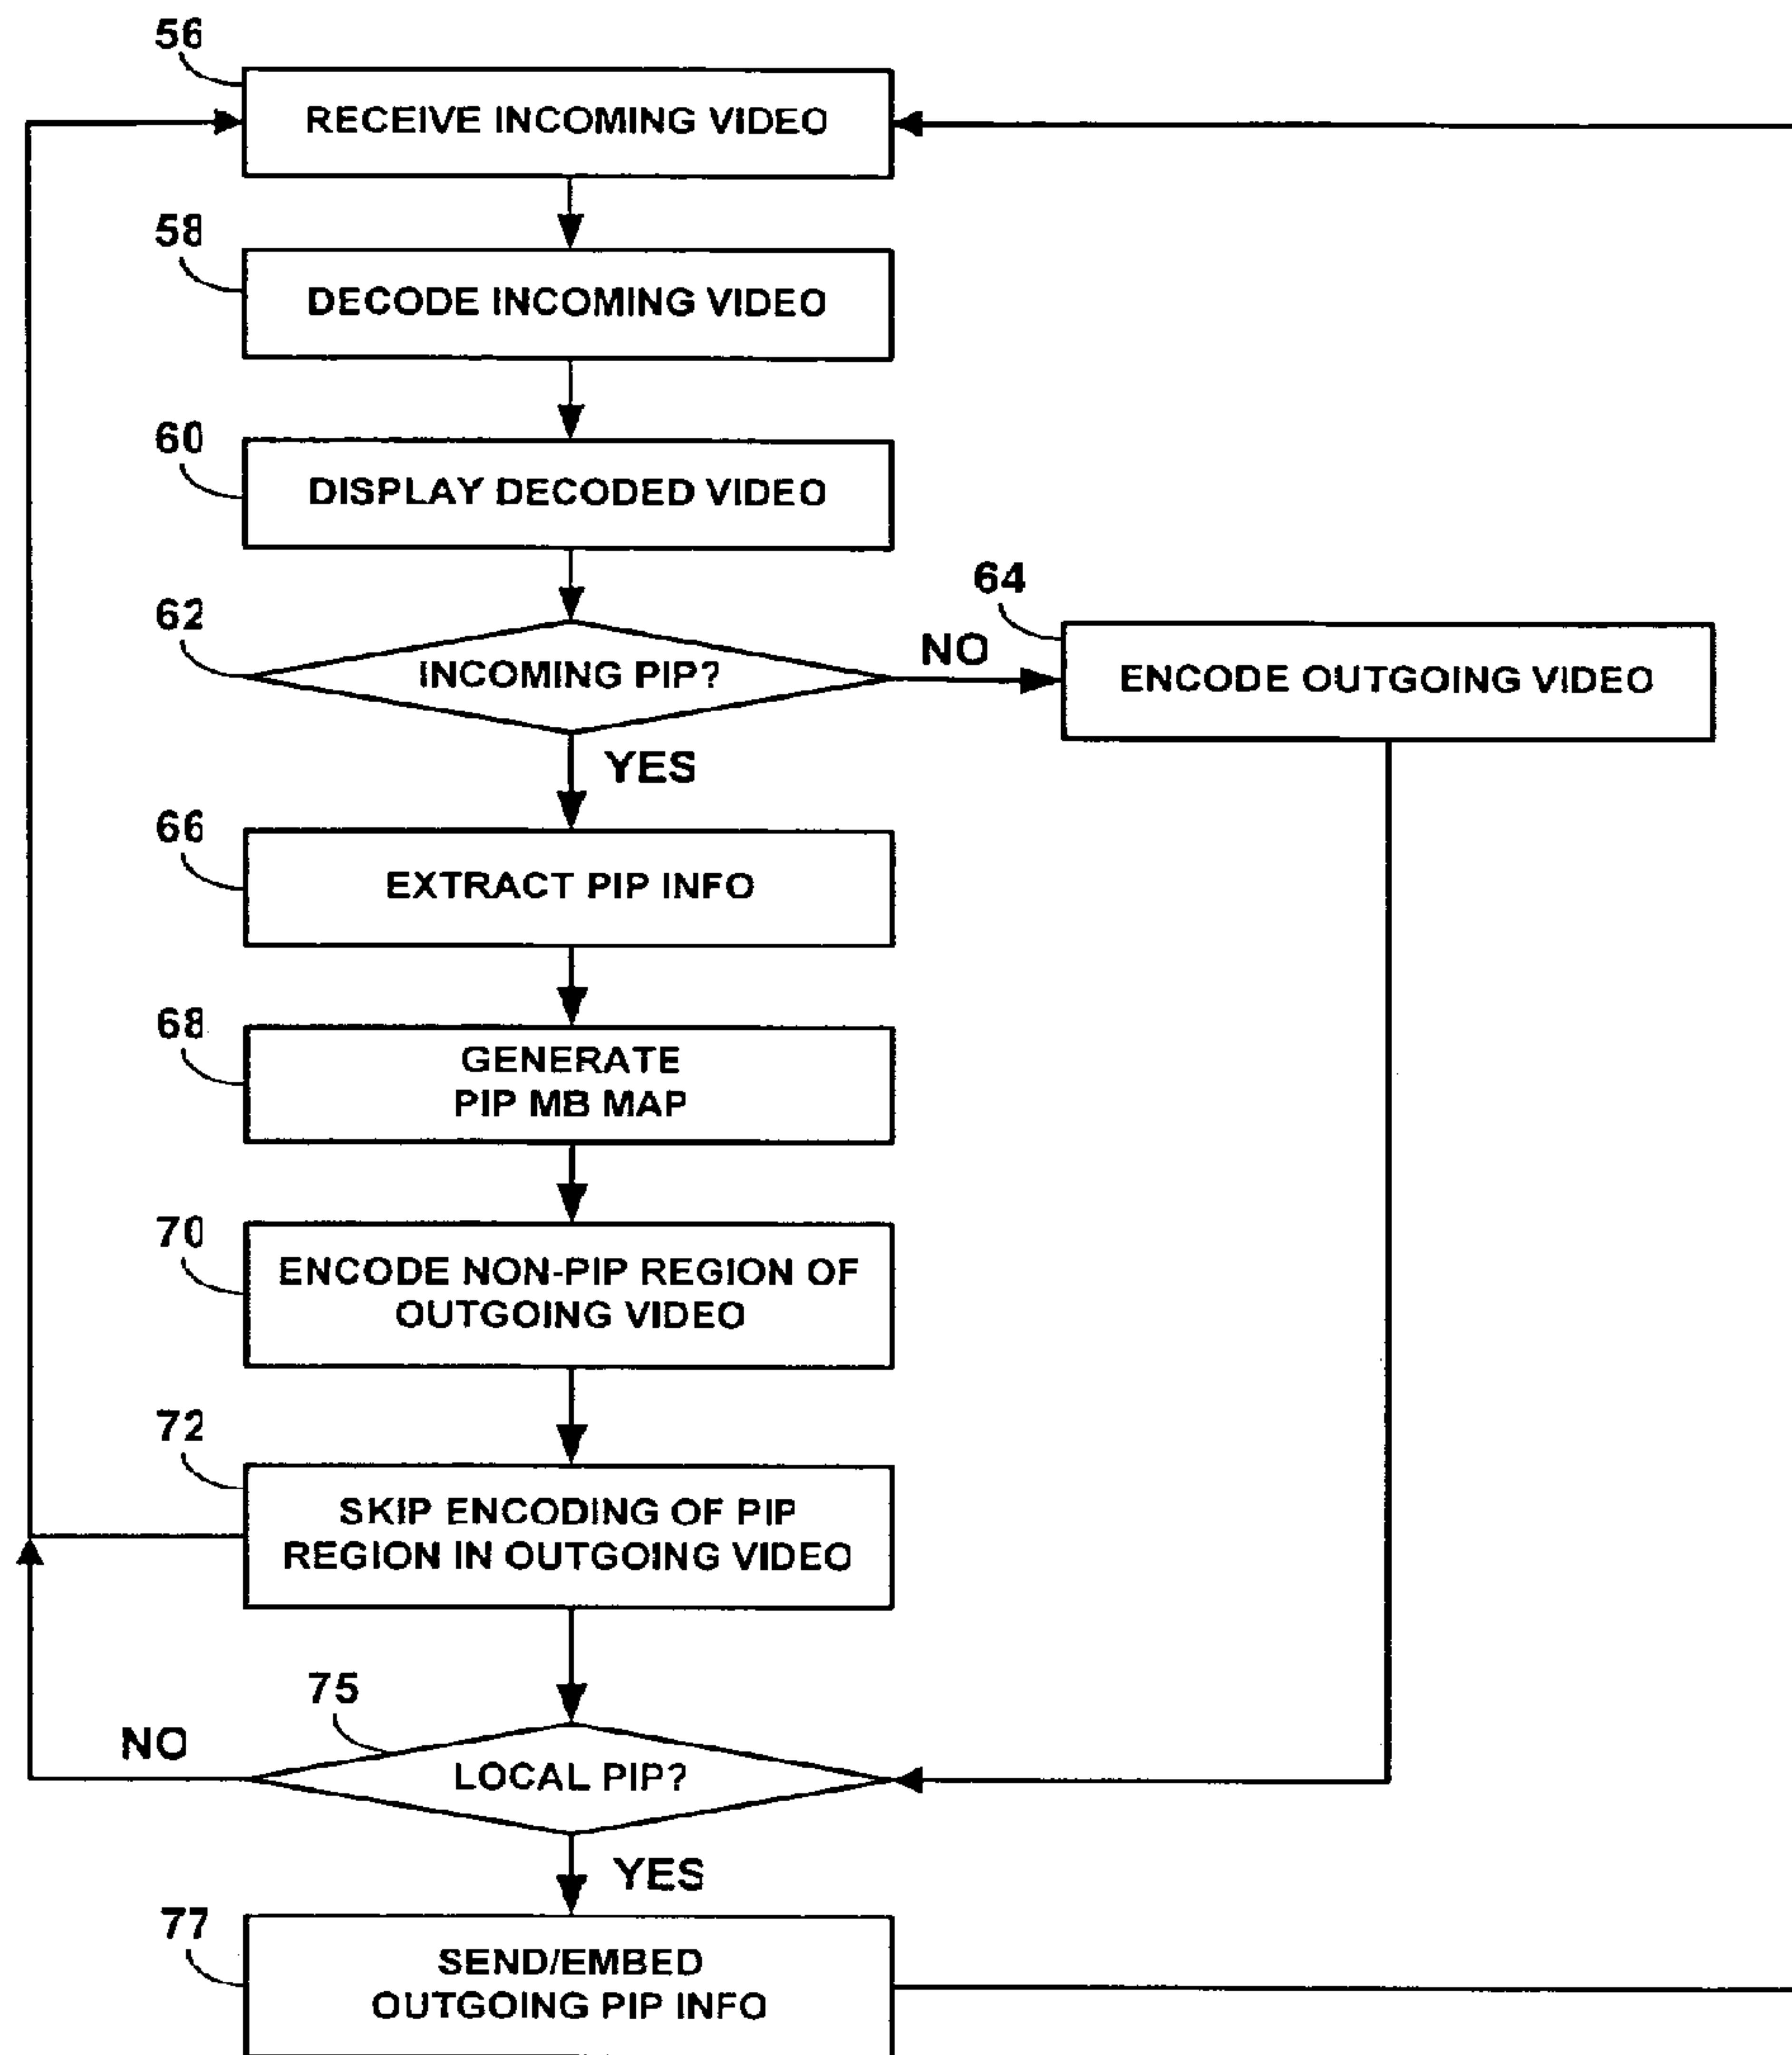 56
RECEIVE INCOMING VIDEO
58
DECODE INCOMING VIDEO
60
DISPLAY DECODED VIDEO
62
INCOMING PIP?
NO
64
ENCODE OUTGOING VIDEO
YES
66
EXTRACT PIP INFO
68
GENERATE
PIP MB MAP
70
ENCODE NON-PIP REGION OF
OUTGOING VIDEO
72
SKIP ENCODING OF PIP
REGION IN OUTGOING VIDEO
75
NO
LOCAL PIP?
YES
77
SEND/EMBED
OUTGOING PIP INFO